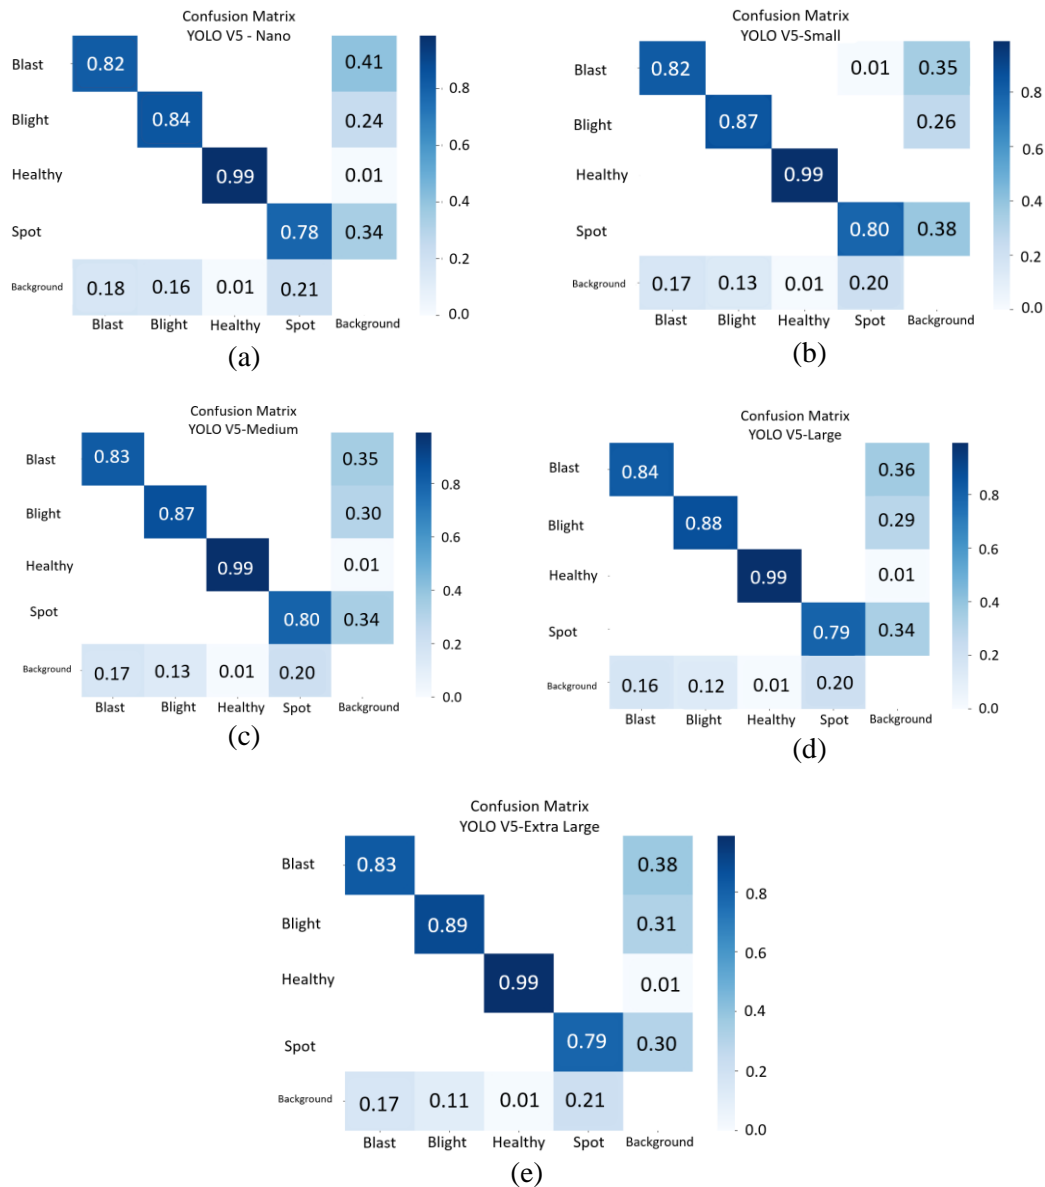 Confusion Matrix
YOLO V5 - Nano
Blast 0.82 0.41
Blight 0.84 0.24
Healthy 0.99 0.01
Spot 0.78 0.34
Background 0.18 0.16 0.01 0.21
Blast Blight Healthy Spot Background
0.8
0.6
0.4
0.2
0.0
(a)
Confusion Matrix
YOLO V5-Small
Blast 0.82 0.01 0.35
Blight 0.87 0.26
Healthy 0.99
Spot 0.80 0.38
Background 0.17 0.13 0.01 0.20
Blast Blight Healthy Spot Background
0.8
0.6
0.4
0.2
0.0
(b)
Confusion Matrix
YOLO V5-Medium
Blast 0.83 0.35
Blight 0.87 0.30
Healthy 0.99 0.01
Spot 0.80 0.34
Background 0.17 0.13 0.01 0.20
Blast Blight Healthy Spot Background
0.8
0.6
0.4
0.2
0.0
(c)
Confusion Matrix
YOLO V5-Large
Blast 0.84 0.36
Blight 0.88 0.29
Healthy 0.99 0.01
Spot 0.79 0.34
Background 0.16 0.12 0.01 0.20
Blast Blight Healthy Spot Background
0.8
0.6
0.4
0.2
0.0
(d)
Confusion Matrix
YOLO V5-Extra Large
Blast 0.83 0.38
Blight 0.89 0.31
Healthy 0.99 0.01
Spot 0.79 0.30
Background 0.17 0.11 0.01 0.21
Blast Blight Healthy Spot Background
0.8
0.6
0.4
0.2
0.0
(e)